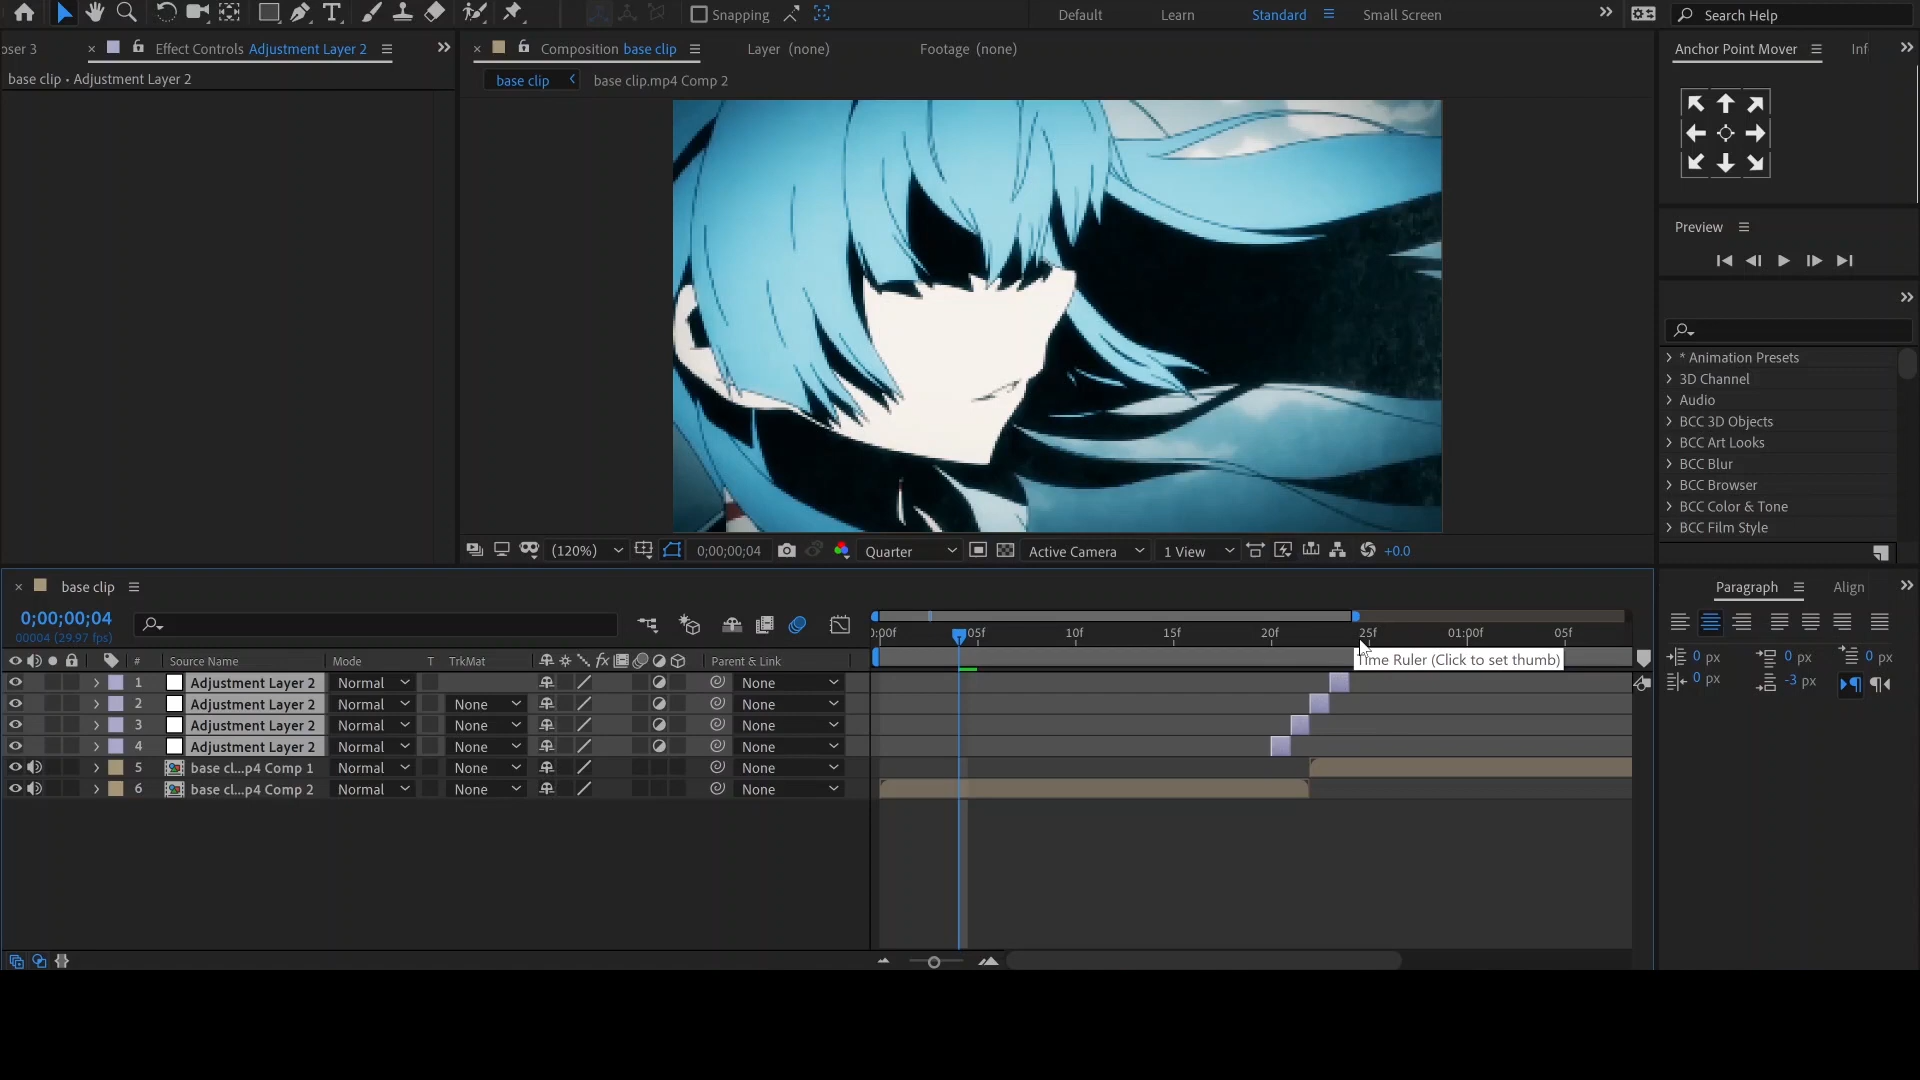 Snapping
Default
Learn
Standard
Small Screen
Search Help
oser 3
Effect Controls Adjustment Layer 2
Composition base clip
Layer (none)
Footage (none)
Anchor Point Mover
Inf
base clip • Adjustment Layer 2
base clip
base clip.mp4 Comp 2
Preview
* Animation Presets
3D Channel
Audio
BCC 3D Objects
BCC Art Looks
BCC Blur
BCC Browser
BCC Color & Tone
BCC Film Style
(120%)
0;00;00;04
Quarter
Active Camera
1 View
+0.0
base clip
Paragraph
Align
0;00;00;04
00004 (29.97 fps)
0:00f
05f
10f
15f
20f
25f
01:00f
05f
Time Ruler (Click to set thumb)
0 px
0 px
0 px
0 px
-3 px
#
Source Name
Mode
T
TrkMat
Parent & Link
1 Adjustment Layer 2 Normal None
2 Adjustment Layer 2 Normal None None
3 Adjustment Layer 2 Normal None None
4 Adjustment Layer 2 Normal None None
5 base cl...p4 Comp 1 Normal None None
6 base cl...p4 Comp 2 Normal None None